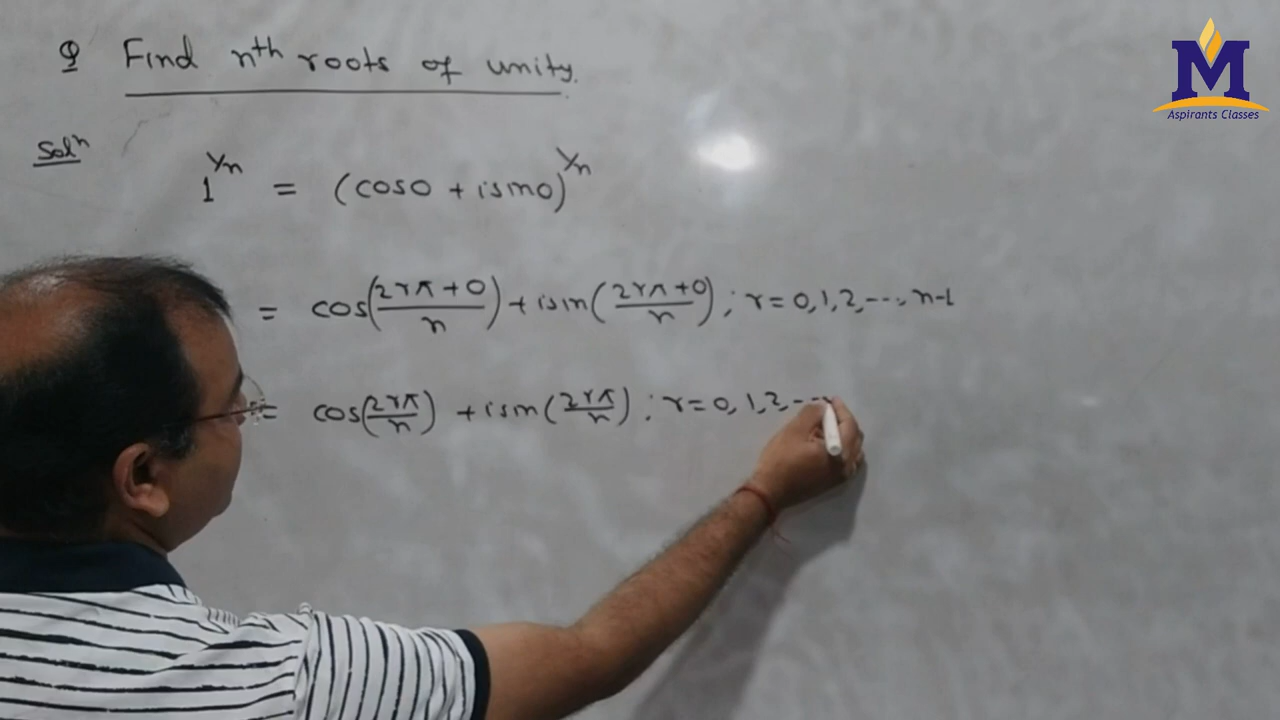 Q Find nth roots of unity.
Solⁿ
1^(1/n) = (cos0 + isin0)^(1/n)
= cos((2rπ+0)/n) + isin((2rπ+0)/n) ; r = 0,1,2,---, n-1
= cos(2rπ/n) + isin(2rπ/n) ; r = 0,1,2,---
M
Aspirants Classes